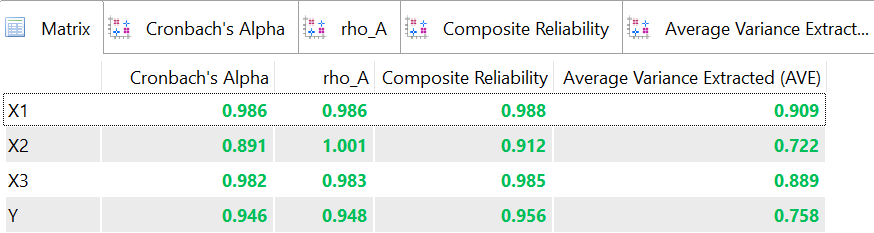 Matrix Cronbach's Alpha rho_A Composite Reliability Average Variance Extract...
Cronbach's Alpha rho_A Composite Reliability Average Variance Extracted (AVE)
X1 0.986 0.986 0.988 0.909
X2 0.891 1.001 0.912 0.722
X3 0.982 0.983 0.985 0.889
Y 0.946 0.948 0.956 0.758